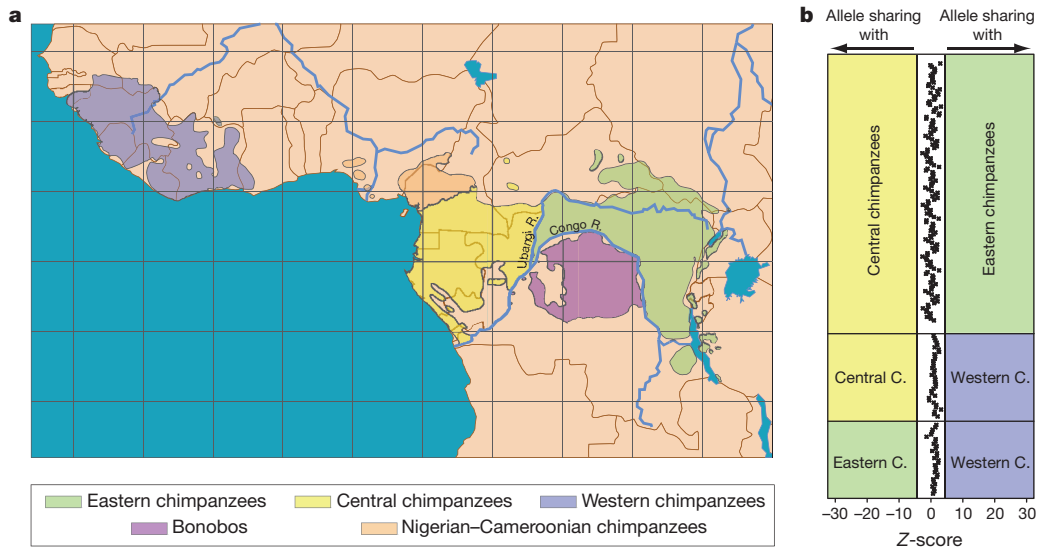 a
Ubangi R.
Congo R.
Eastern chimpanzees Central chimpanzees Western chimpanzees
Bonobos Nigerian–Cameroonian chimpanzees
b
Allele sharing with
Allele sharing with
Central chimpanzees
Eastern chimpanzees
Central C. Western C.
Eastern C. Western C.
–30 –20 –10 0 10 20 30
Z-score